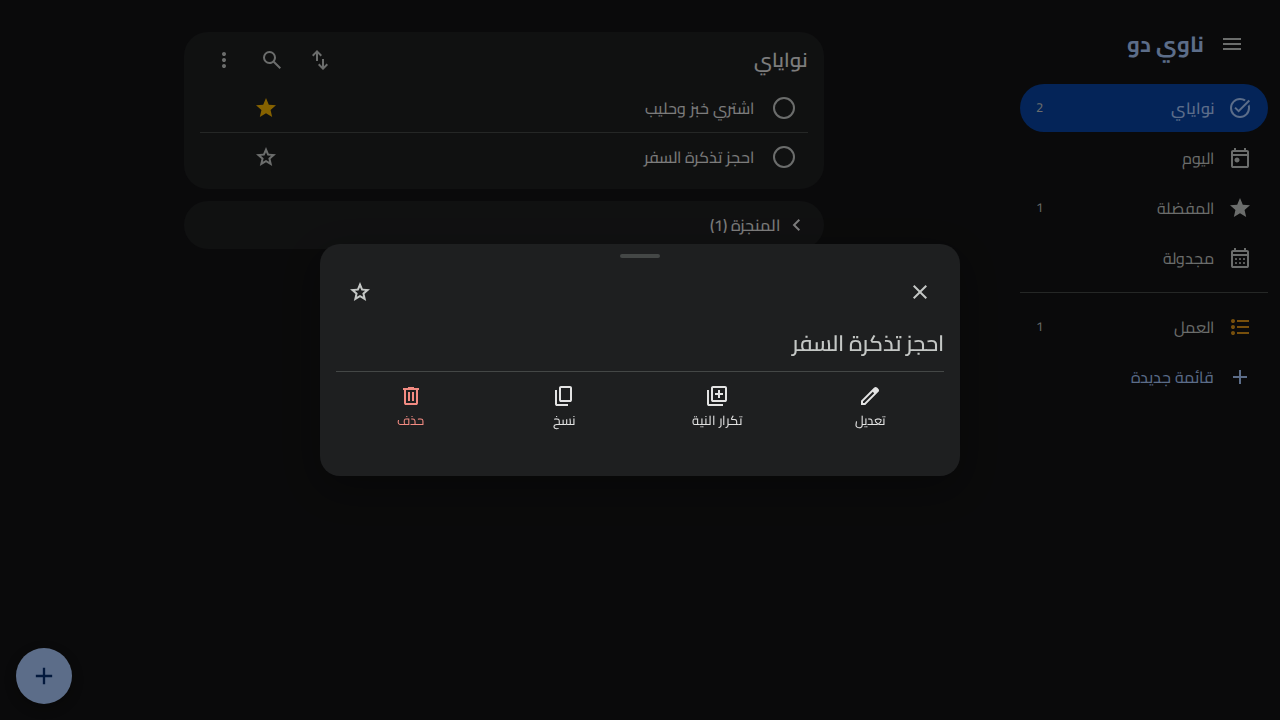 ناوي دو
نواياي
2
اليوم
المفضلة
1
مجدولة
العمل
1
قائمة جديدة
نواياي
اشتري خبز وحليب
احجز تذكرة السفر
المنجزة (1)
احجز تذكرة السفر
تعديل
تكرار النية
نسخ
حذف